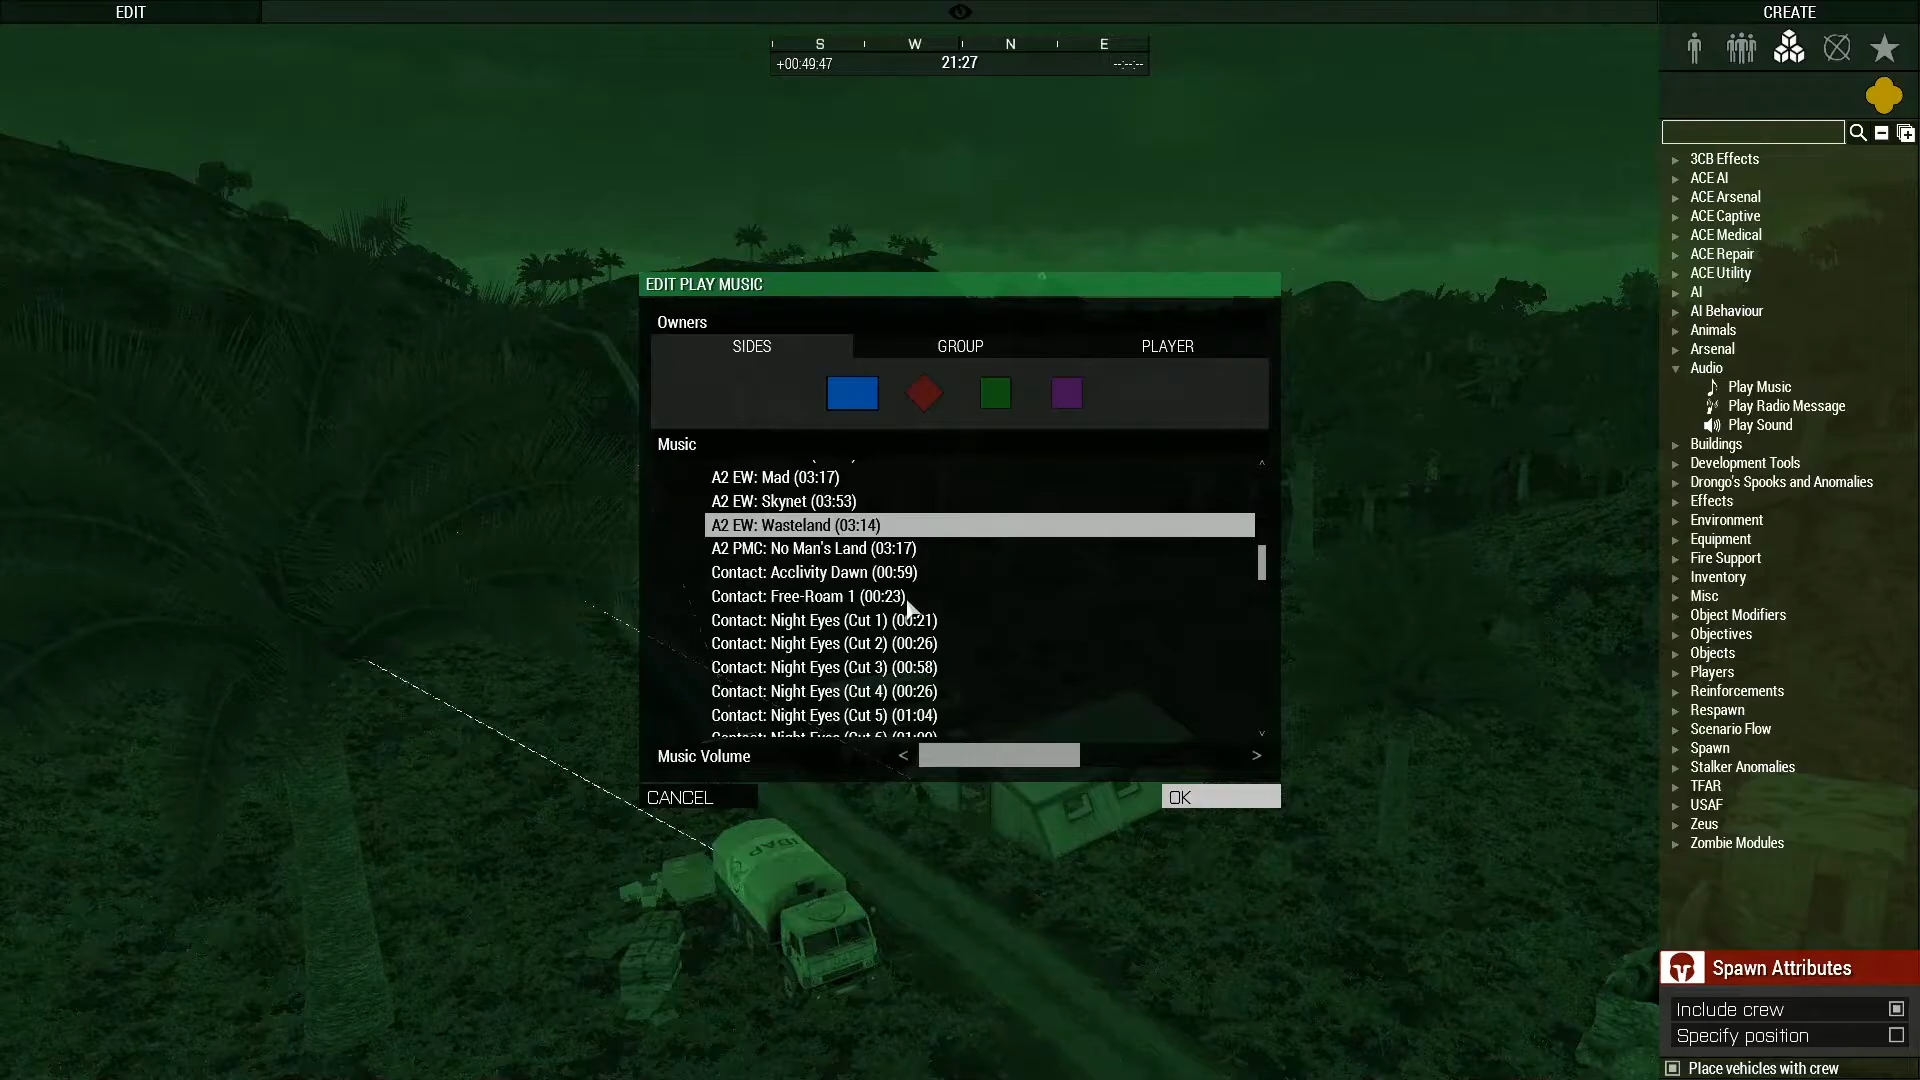 EDIT
CREATE
S W N E
+00:49:47 21:27 --:--:--
EDIT PLAY MUSIC
Owners
SIDES GROUP PLAYER
Music
A2 EW: Mad (03:17)
A2 EW: Skynet (03:53)
A2 EW: Wasteland (03:14)
A2 PMC: No Man's Land (03:17)
Contact: Acclivity Dawn (00:59)
Contact: Free-Roam 1 (00:23)
Contact: Night Eyes (Cut 1) (00:21)
Contact: Night Eyes (Cut 2) (00:26)
Contact: Night Eyes (Cut 3) (00:58)
Contact: Night Eyes (Cut 4) (00:26)
Contact: Night Eyes (Cut 5) (01:04)
Music Volume < >
CANCEL OK
IDAP
3CB Effects
ACE AI
ACE Arsenal
ACE Captive
ACE Medical
ACE Repair
ACE Utility
AI
AI Behaviour
Animals
Arsenal
Audio
Play Music
Play Radio Message
Play Sound
Buildings
Development Tools
Drongo's Spooks and Anomalies
Effects
Environment
Equipment
Fire Support
Inventory
Misc
Object Modifiers
Objectives
Objects
Players
Reinforcements
Respawn
Scenario Flow
Spawn
Stalker Anomalies
TFAR
USAF
Zeus
Zombie Modules
Spawn Attributes
Include crew
Specify position
Place vehicles with crew